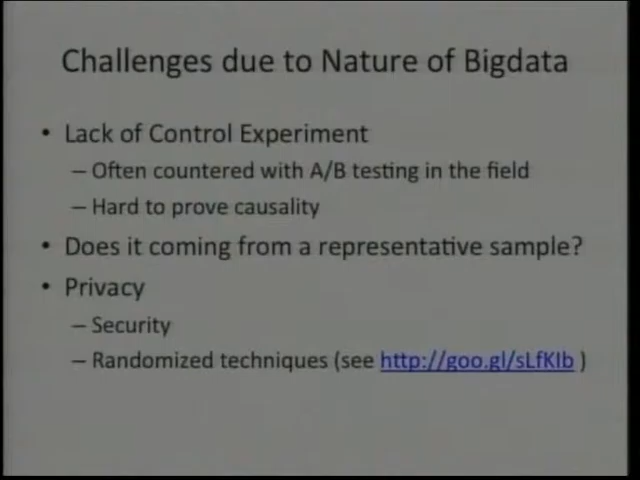 Challenges due to Nature of Bigdata
• Lack of Control Experiment
– Often countered with A/B testing in the field
– Hard to prove causality
• Does it coming from a representative sample?
• Privacy
– Security
– Randomized techniques (see http://goo.gl/sLfKIb )